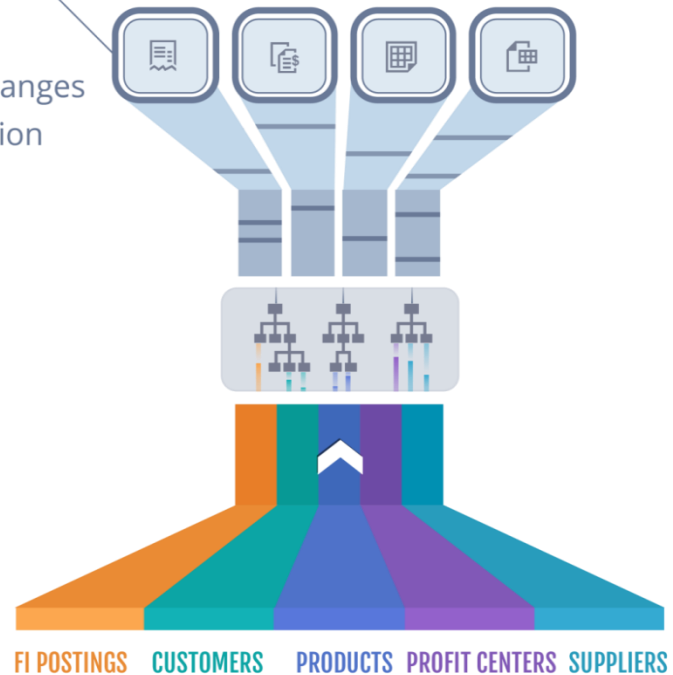 anges
ion
$
FI POSTINGS CUSTOMERS PRODUCTS PROFIT CENTERS SUPPLIERS